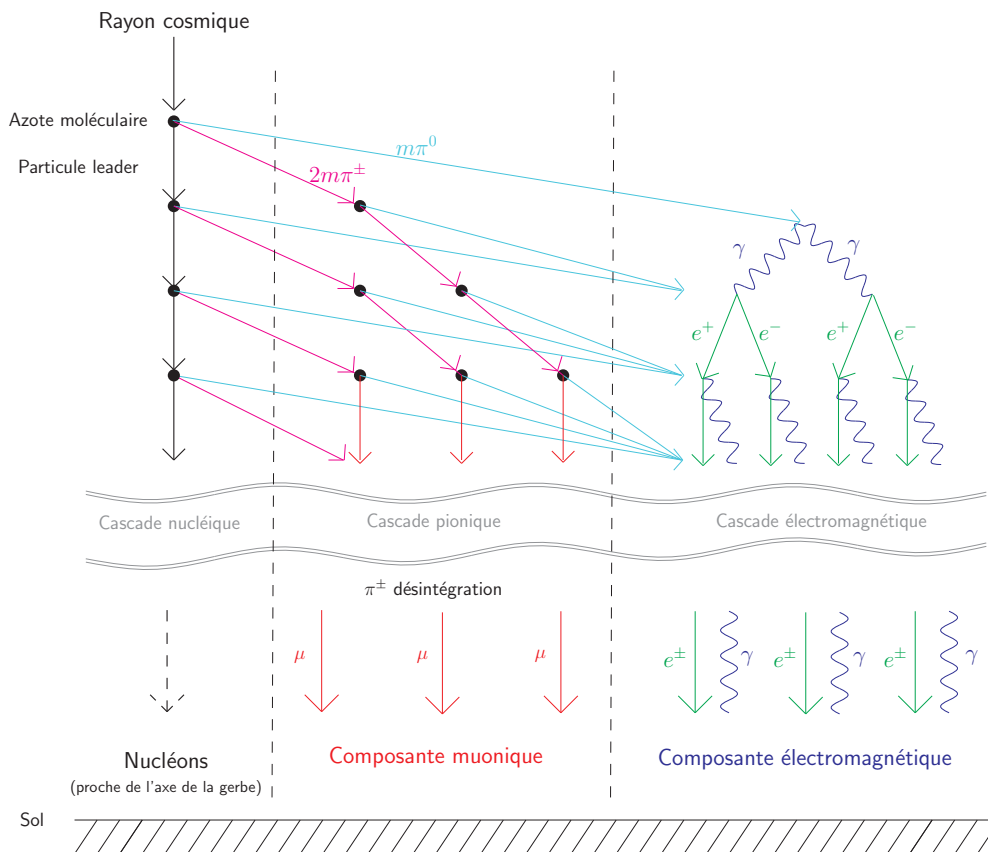 Rayon cosmique
Azote moléculaire
Particule leader
mπ⁰
2mπ±
γ γ
e⁺ e⁻ e⁺ e⁻
Cascade nucléique
Cascade pionique
Cascade électromagnétique
π± désintégration
μ μ μ
e± γ e± γ e± γ
Nucléons
(proche de l'axe de la gerbe)
Composante muonique
Composante électromagnétique
Sol